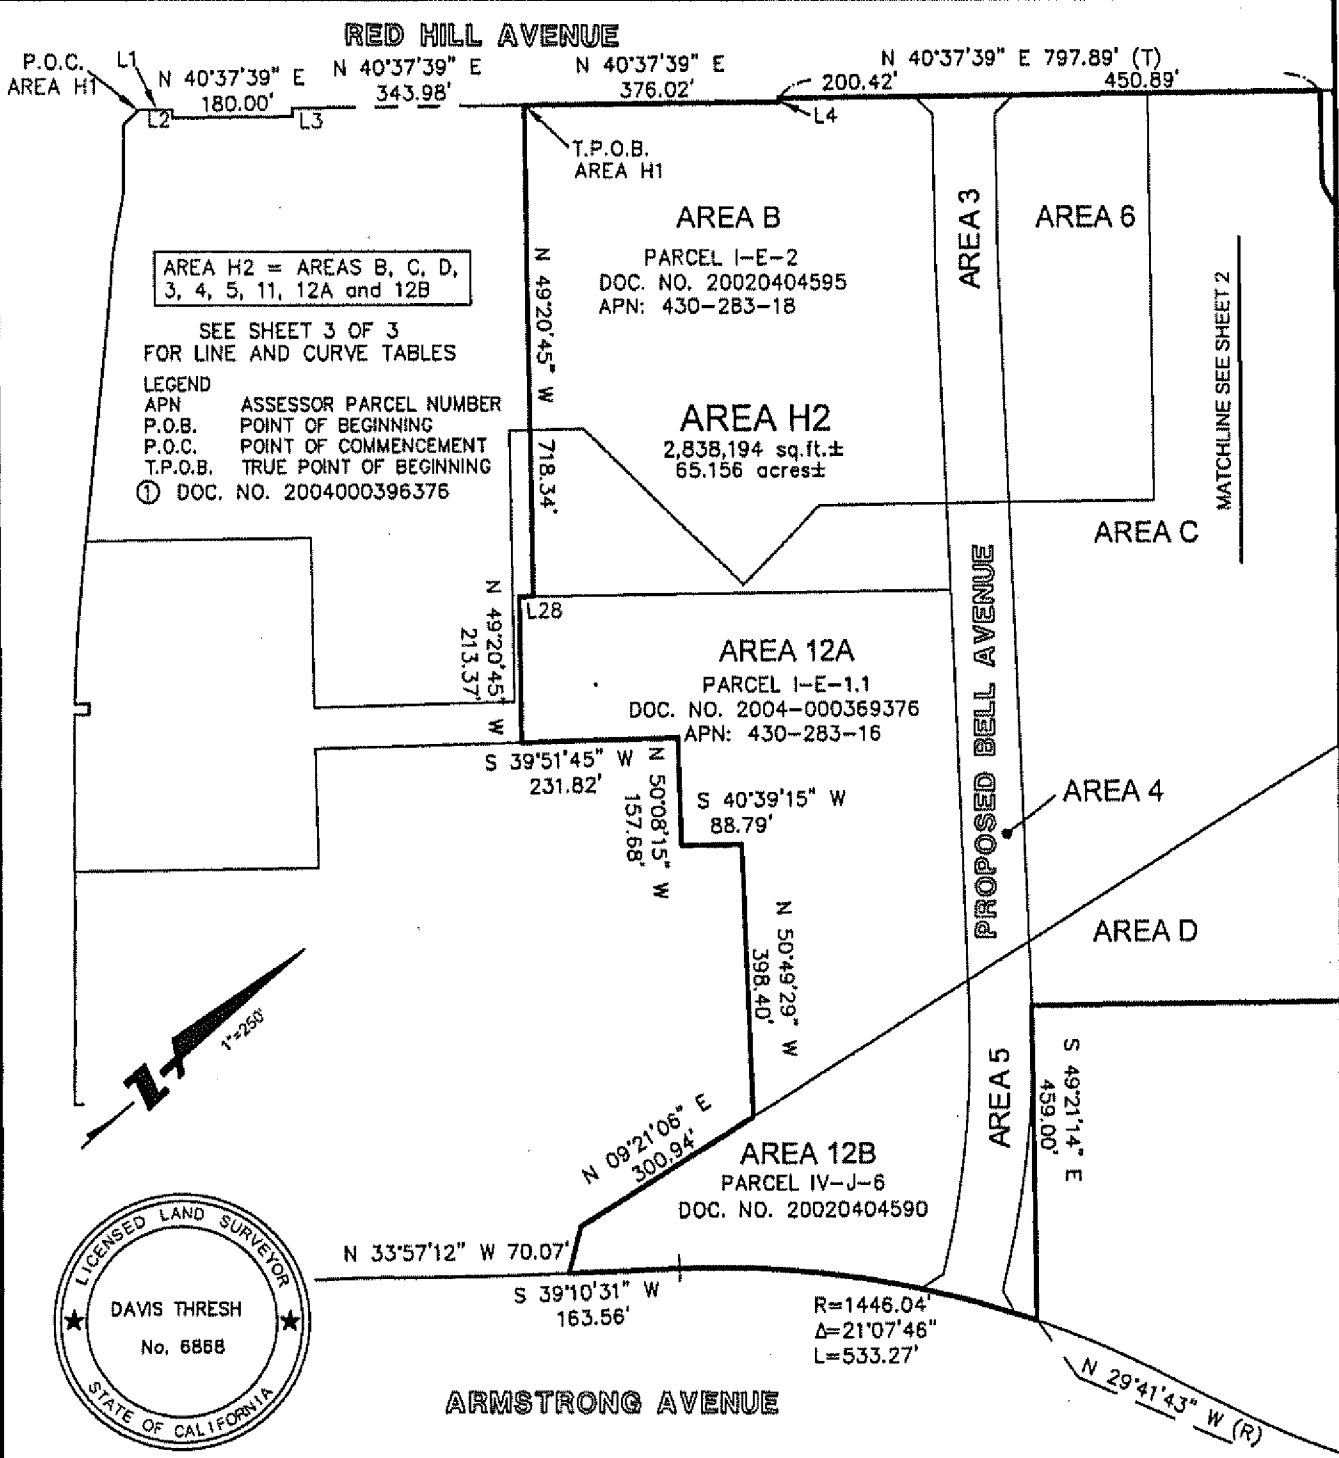 RED HILL AVENUE
P.O.C.
AREA H1
L1
N 40°37'39" E
180.00'
L2
L3
N 40°37'39" E
343.98'
N 40°37'39" E
376.02'
N 40°37'39" E 797.89' (T)
200.42'
450.89'
L4
T.P.O.B.
AREA H1
AREA B
PARCEL I-E-2
DOC. NO. 20020404595
APN: 430-283-18
AREA 3
AREA 6
AREA H2 = AREAS B, C, D,
3, 4, 5, 11, 12A and 12B
SEE SHEET 3 OF 3
FOR LINE AND CURVE TABLES
LEGEND
APN ASSESSOR PARCEL NUMBER
P.O.B. POINT OF BEGINNING
P.O.C. POINT OF COMMENCEMENT
T.P.O.B. TRUE POINT OF BEGINNING
① DOC. NO. 2004000396376
N 49°20'45" W 718.34'
AREA H2
2,838,194 sq.ft.±
65.156 acres±
MATCHLINE SEE SHEET 2
AREA C
L28
N 49°20'45" W
213.37'
AREA 12A
PARCEL I-E-1.1
DOC. NO. 2004-000369376
APN: 430-283-16
PROPOSED BELL AVENUE
S 39°51'45" W
231.82'
N 50°08'15" W
157.68'
S 40°39'15" W
88.79'
AREA 4
N 50°49'29" W
398.40'
AREA D
1"=250'
AREA 5
S 49°21'14" E
459.00'
N 09°21'06" E
300.94'
AREA 12B
PARCEL IV-J-6
DOC. NO. 20020404590
N 33°57'12" W 70.07'
S 39°10'31" W
163.56'
R=1446.04'
Δ=21°07'46"
L=533.27'
N 29°41'43" W (R)
LICENSED LAND SURVEYOR
DAVIS THRESH
No. 6868
STATE OF CALIFORNIA
ARMSTRONG AVENUE